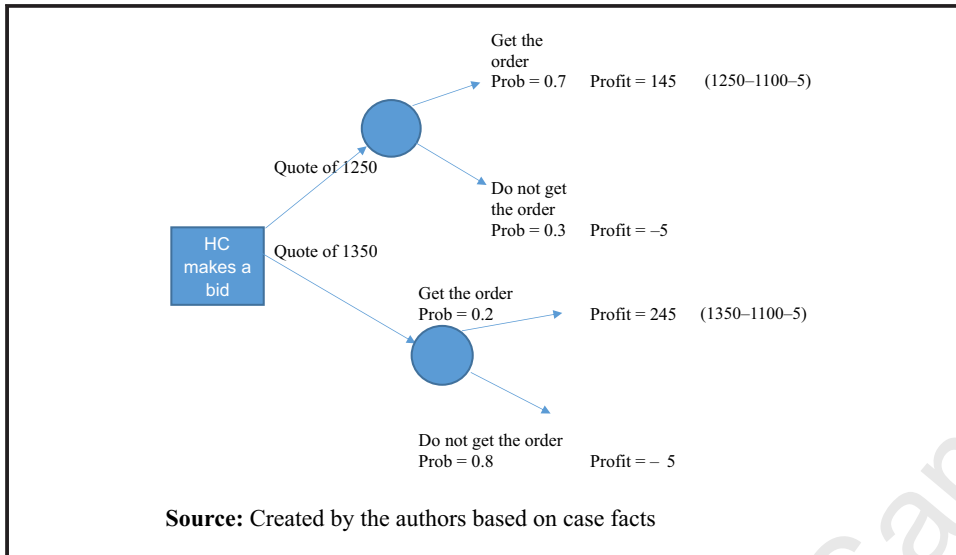 Get the
order
Prob = 0.7 Profit = 145 (1250–1100–5)
Quote of 1250
Do not get
the order
Prob = 0.3 Profit = –5
HC
makes a
bid
Quote of 1350
Get the order
Prob = 0.2 Profit = 245 (1350–1100–5)
Do not get the order
Prob = 0.8 Profit = – 5
Source: Created by the authors based on case facts